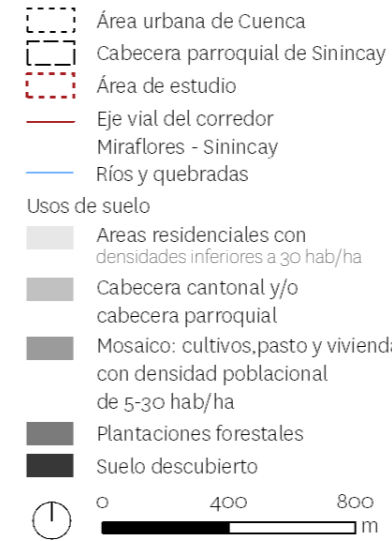 Área urbana de Cuenca
Cabecera parroquial de Sinincay
Área de estudio
Eje vial del corredor
Miraflores - Sinincay
Ríos y quebradas
Usos de suelo
Areas residenciales con
densidades inferiores a 30 hab/ha
Cabecera cantonal y/o
cabecera parroquial
Mosaico: cultivos,pasto y vivienda
con densidad poblacional
de 5-30 hab/ha
Plantaciones forestales
Suelo descubierto
0 400 800
m